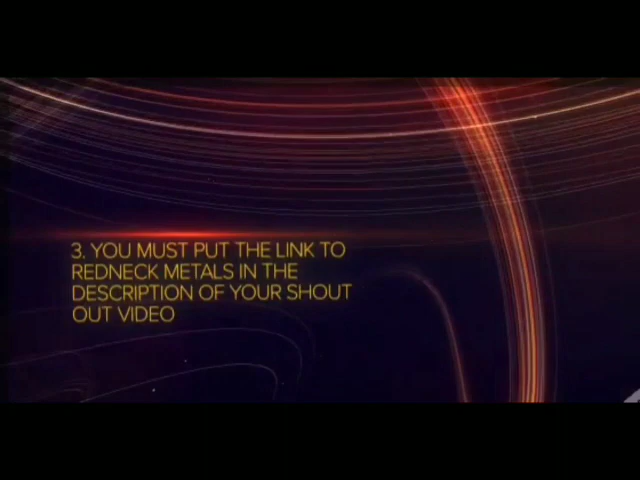 3. YOU MUST PUT THE LINK TO
REDNECK METALS IN THE
DESCRIPTION OF YOUR SHOUT
OUT VIDEO